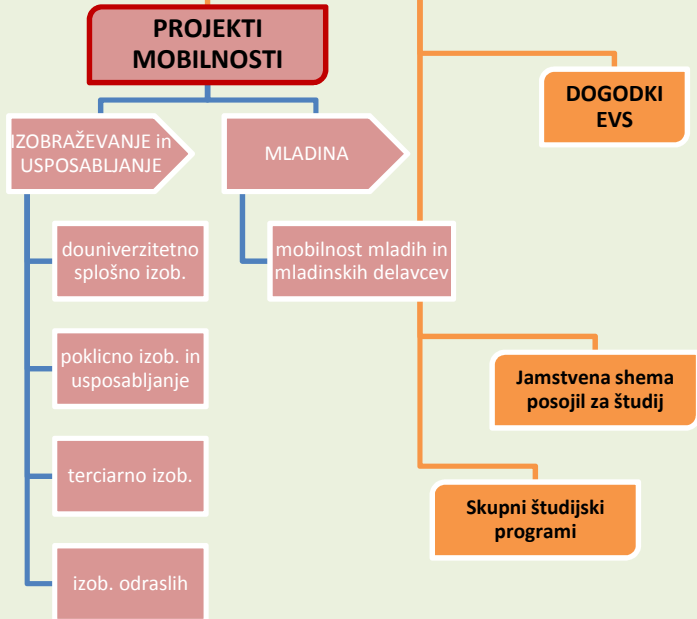 PROJEKTI
MOBILNOSTI
DOGODKI
EVS
IZOBRAŽEVANJE in
USPOSABLJANJE
MLADINA
douniverzitetno
splošno izob.
mobilnost mladih in
mladinskih delavcev
poklicno izob. in
usposabljanje
Jamstvena shema
posojil za študij
terciarno izob.
Skupni študijski
programi
izob. odraslih